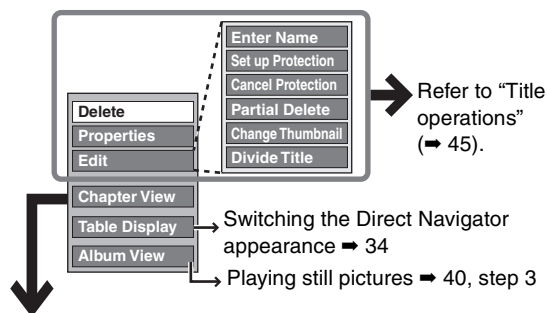 Enter Name
Set up Protection
Cancel Protection
Partial Delete
Change Thumbnail
Divide Title
Refer to “Title
operations”
(➡ 45).
Delete
Properties
Edit
Chapter View
Table Display
Album View
Switching the Direct Navigator
appearance ➡ 34
Playing still pictures ➡ 40, step 3